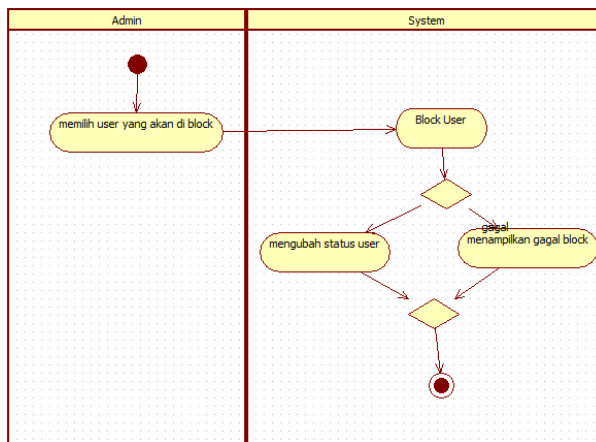 Admin
System
memilih user yang akan di block
Block User
gagal
mengubah status user
menampilkan gagal block